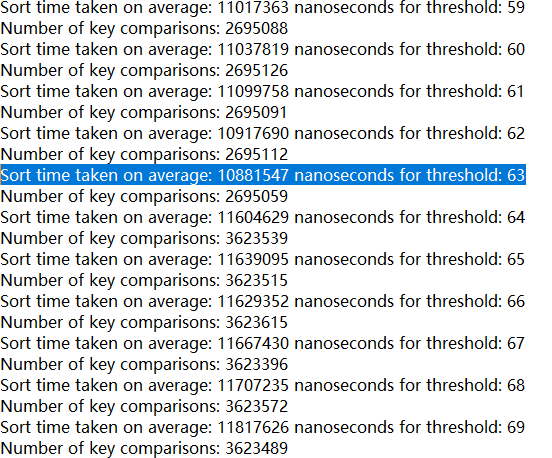 Sort time taken on average: 11017363 nanoseconds for threshold: 59
Number of key comparisons: 2695088
Sort time taken on average: 11037819 nanoseconds for threshold: 60
Number of key comparisons: 2695126
Sort time taken on average: 11099758 nanoseconds for threshold: 61
Number of key comparisons: 2695091
Sort time taken on average: 10917690 nanoseconds for threshold: 62
Number of key comparisons: 2695112
Sort time taken on average: 10881547 nanoseconds for threshold: 63
Number of key comparisons: 2695059
Sort time taken on average: 11604629 nanoseconds for threshold: 64
Number of key comparisons: 3623539
Sort time taken on average: 11639095 nanoseconds for threshold: 65
Number of key comparisons: 3623515
Sort time taken on average: 11629352 nanoseconds for threshold: 66
Number of key comparisons: 3623615
Sort time taken on average: 11667430 nanoseconds for threshold: 67
Number of key comparisons: 3623396
Sort time taken on average: 11707235 nanoseconds for threshold: 68
Number of key comparisons: 3623572
Sort time taken on average: 11817626 nanoseconds for threshold: 69
Number of key comparisons: 3623489